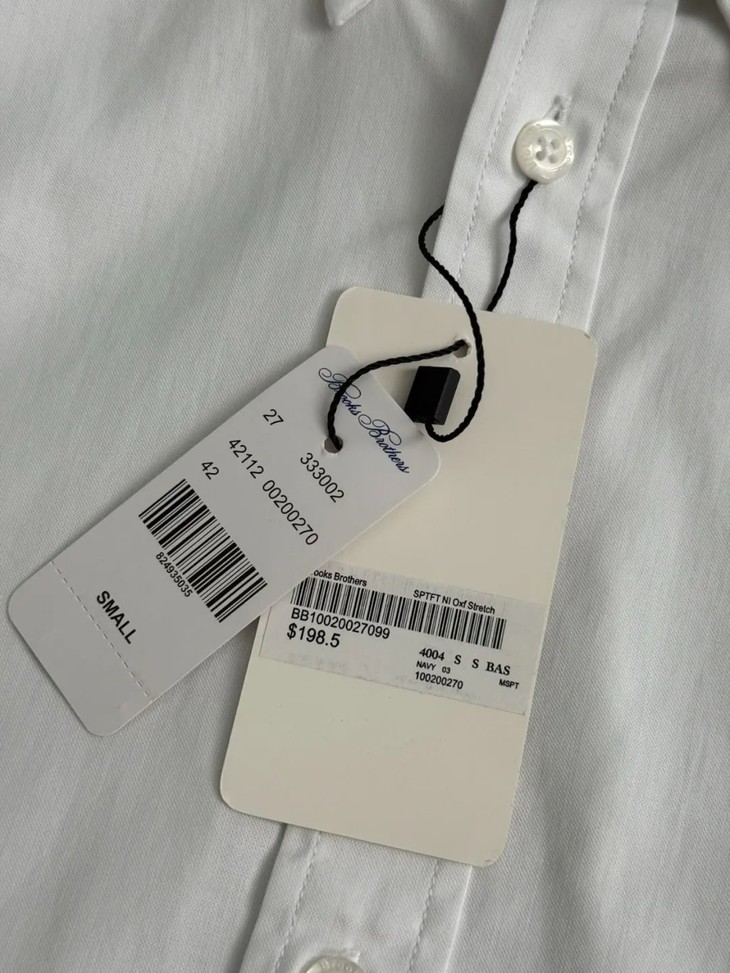 Brooks Brothers
27 333002
42112 00200270
42
824935035
SMALL
ooks Brothers
SPTFT NI Oxf Stretch
BB10020027099
$198.5
4004 S S BAS
NAVY 03
100200270 MSPT